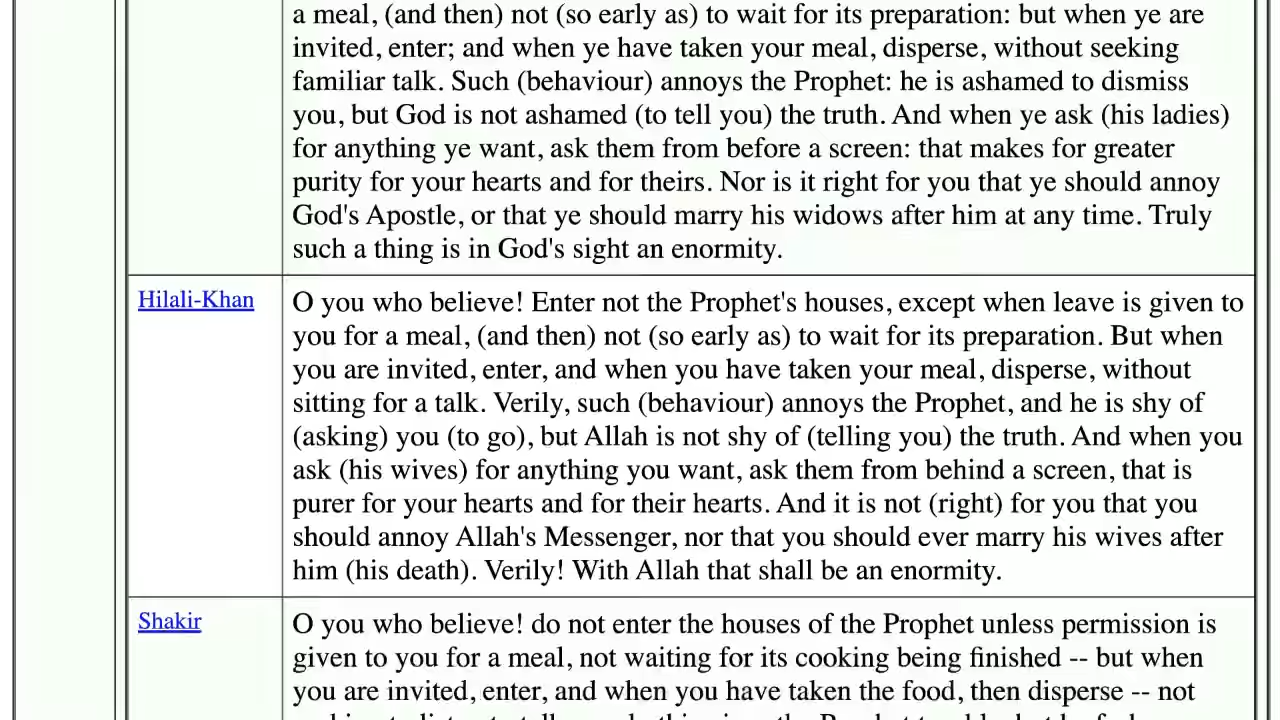 a meal, (and then) not (so early as) to wait for its preparation: but when ye are
invited, enter; and when ye have taken your meal, disperse, without seeking
familiar talk. Such (behaviour) annoys the Prophet: he is ashamed to dismiss
you, but God is not ashamed (to tell you) the truth. And when ye ask (his ladies)
for anything ye want, ask them from before a screen: that makes for greater
purity for your hearts and for theirs. Nor is it right for you that ye should annoy
God's Apostle, or that ye should marry his widows after him at any time. Truly
such a thing is in God's sight an enormity.
Hilali-Khan
O you who believe! Enter not the Prophet's houses, except when leave is given to
you for a meal, (and then) not (so early as) to wait for its preparation. But when
you are invited, enter, and when you have taken your meal, disperse, without
sitting for a talk. Verily, such (behaviour) annoys the Prophet, and he is shy of
(asking) you (to go), but Allah is not shy of (telling you) the truth. And when you
ask (his wives) for anything you want, ask them from behind a screen, that is
purer for your hearts and for their hearts. And it is not (right) for you that you
should annoy Allah's Messenger, nor that you should ever marry his wives after
him (his death). Verily! With Allah that shall be an enormity.
Shakir
O you who believe! do not enter the houses of the Prophet unless permission is
given to you for a meal, not waiting for its cooking being finished -- but when
you are invited, enter, and when you have taken the food, then disperse -- not